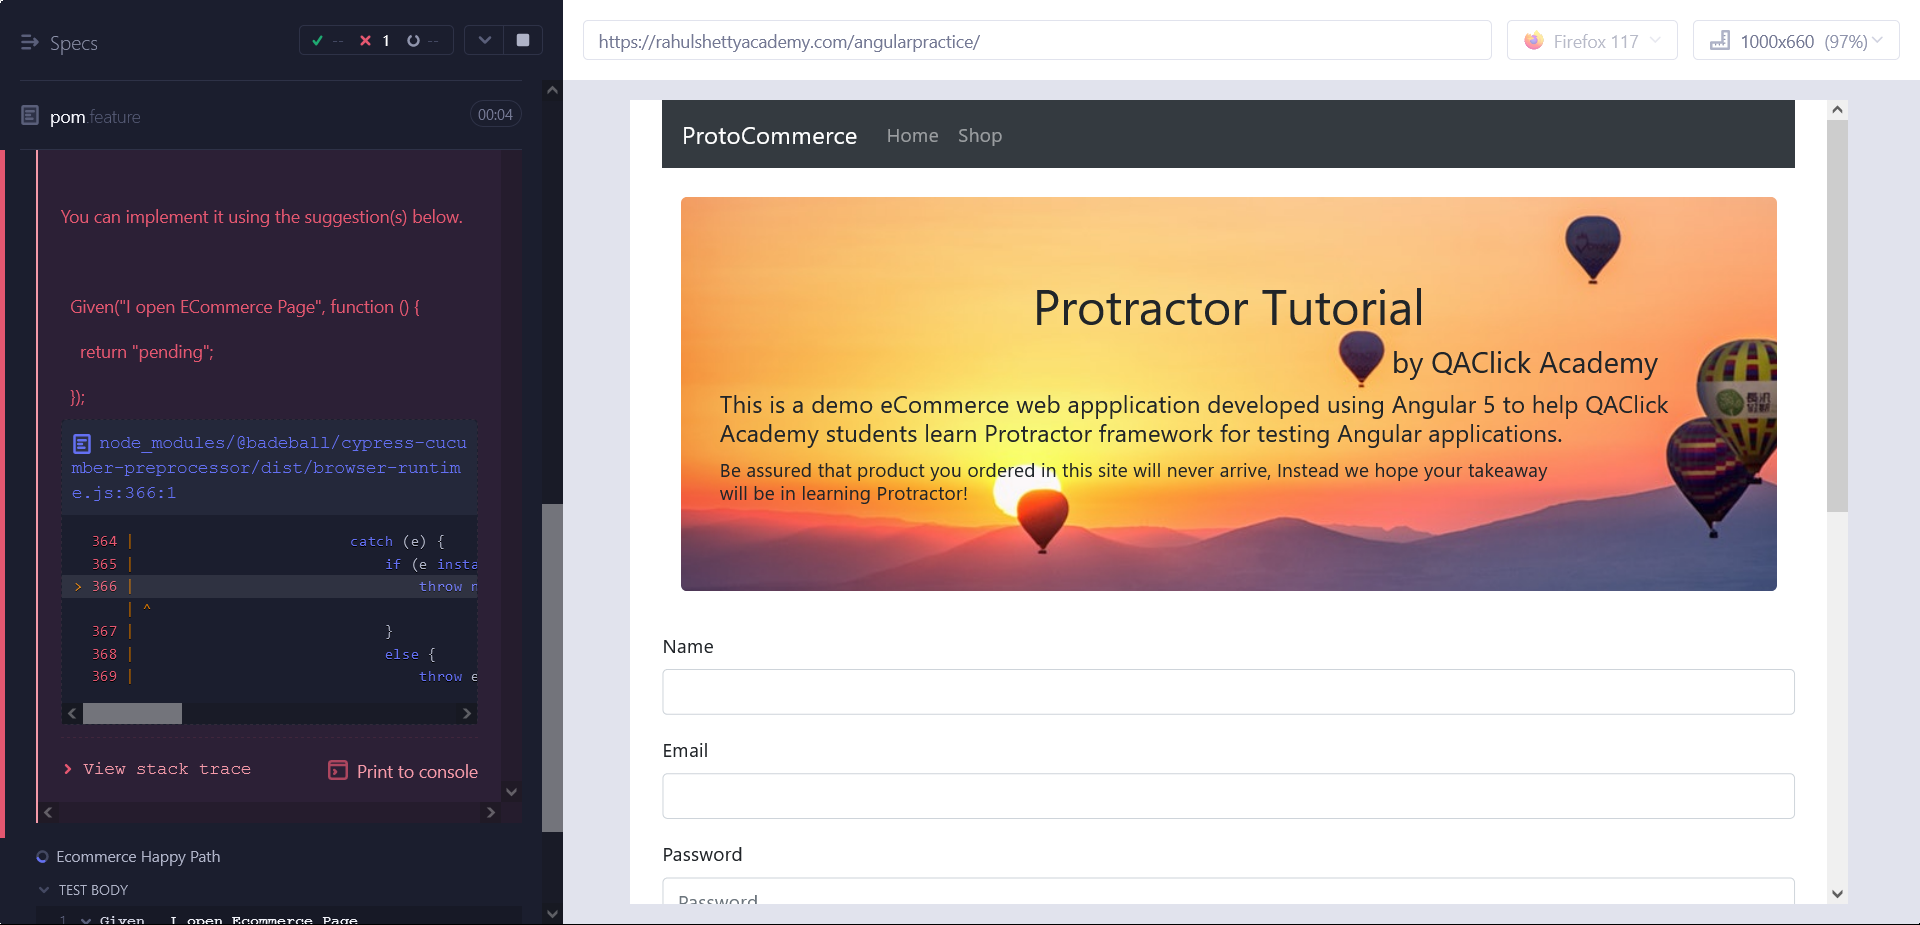 Specs
-- 1 --
pom.feature
00:04
You can implement it using the suggestion(s) below.
Given("I open ECommerce Page", function () {
return "pending";
});
node_modules/@badeball/cypress-cucu
mber-preprocessor/dist/browser-runtim
e.js:366:1
364 | catch (e) {
365 | if (e insta
> 366 | throw n
| ^
367 | }
368 | else {
369 | throw e
View stack trace
Print to console
Ecommerce Happy Path
TEST BODY
1 Given I open Ecommerce Page
https://rahulshettyacademy.com/angularpractice/
Firefox 117
1000x660 (97%)
ProtoCommerce Home Shop
Protractor Tutorial
by QAClick Academy
This is a demo eCommerce web appplication developed using Angular 5 to help QAClick
Academy students learn Protractor framework for testing Angular applications.
Be assured that product you ordered in this site will never arrive, Instead we hope your takeaway
will be in learning Protractor!
Name
Email
Password
Password